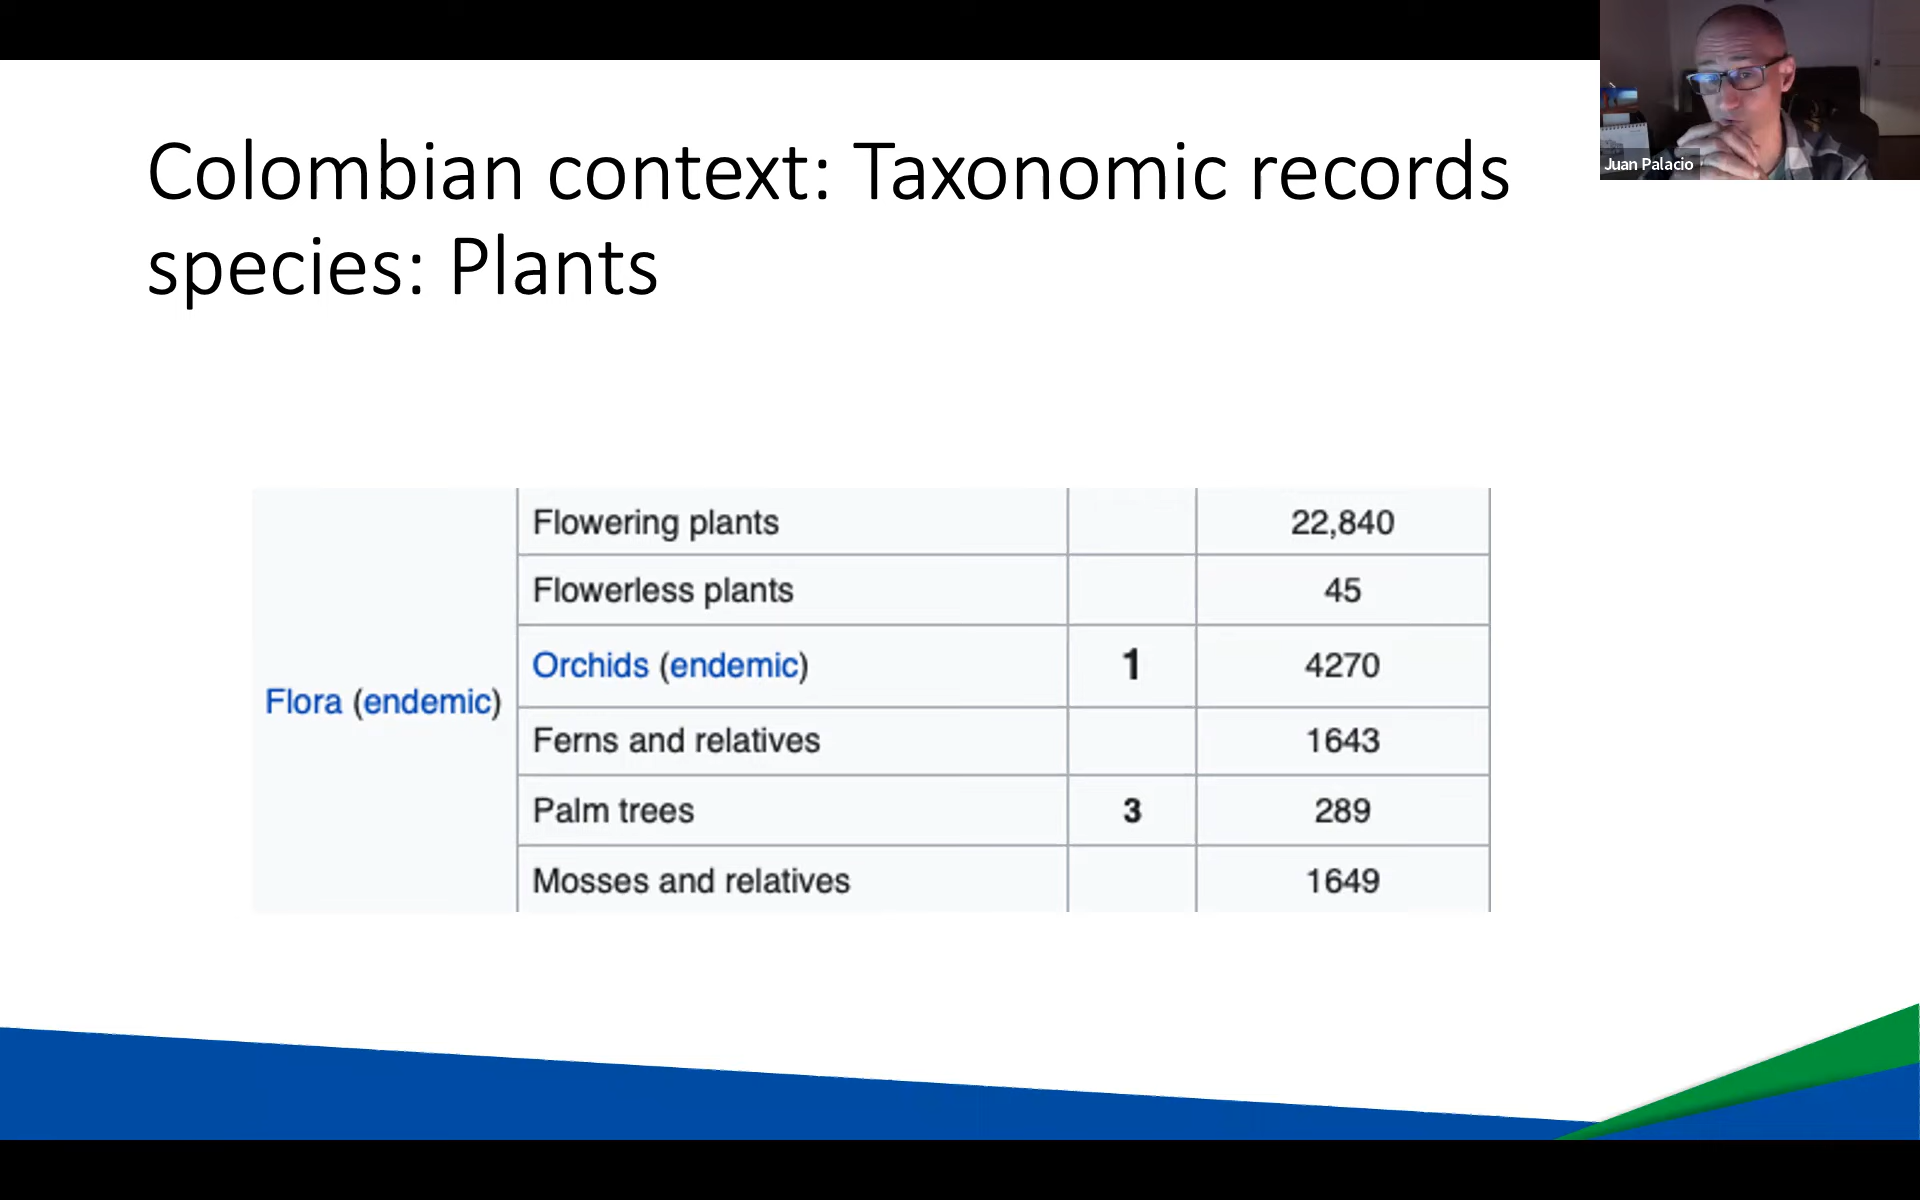 Juan Palacio
Colombian context: Taxonomic records
species: Plants
Flora (endemic)
Flowering plants 22,840
Flowerless plants 45
Orchids (endemic) 1 4270
Ferns and relatives 1643
Palm trees 3 289
Mosses and relatives 1649